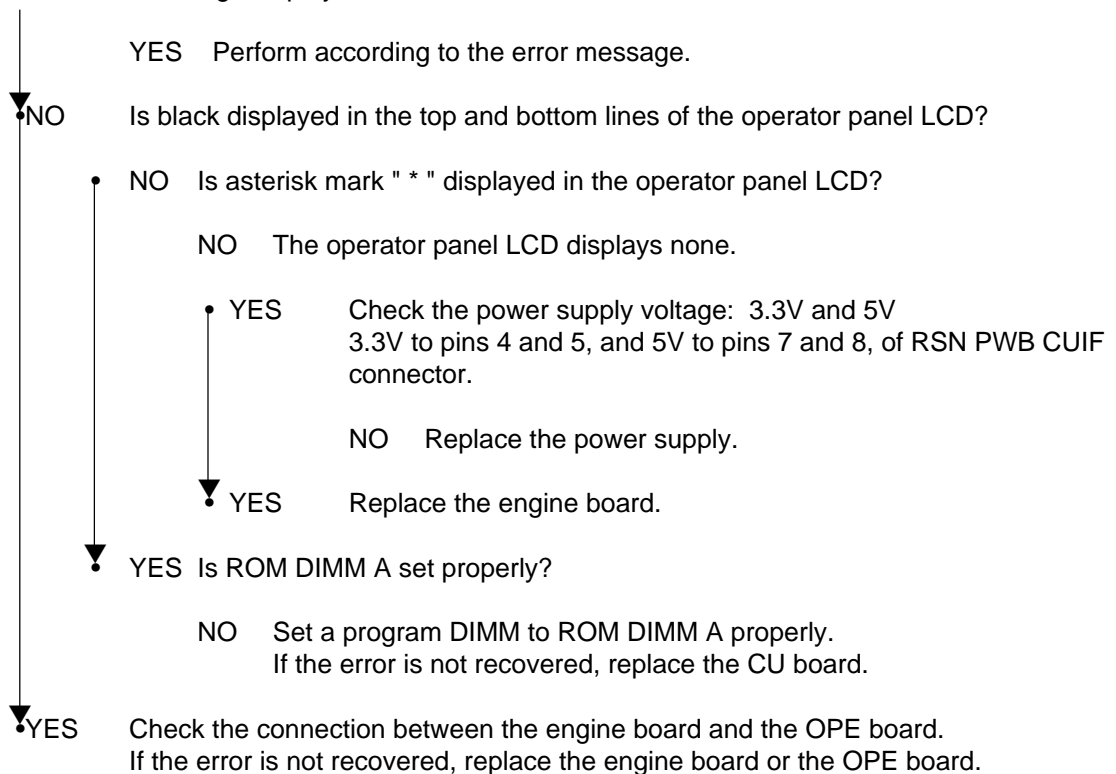 YES Perform according to the error message.
NO Is black displayed in the top and bottom lines of the operator panel LCD?
NO Is asterisk mark " * " displayed in the operator panel LCD?
NO The operator panel LCD displays none.
YES Check the power supply voltage: 3.3V and 5V
3.3V to pins 4 and 5, and 5V to pins 7 and 8, of RSN PWB CUIF
connector.
NO Replace the power supply.
YES Replace the engine board.
YES Is ROM DIMM A set properly?
NO Set a program DIMM to ROM DIMM A properly.
If the error is not recovered, replace the CU board.
YES Check the connection between the engine board and the OPE board.
If the error is not recovered, replace the engine board or the OPE board.